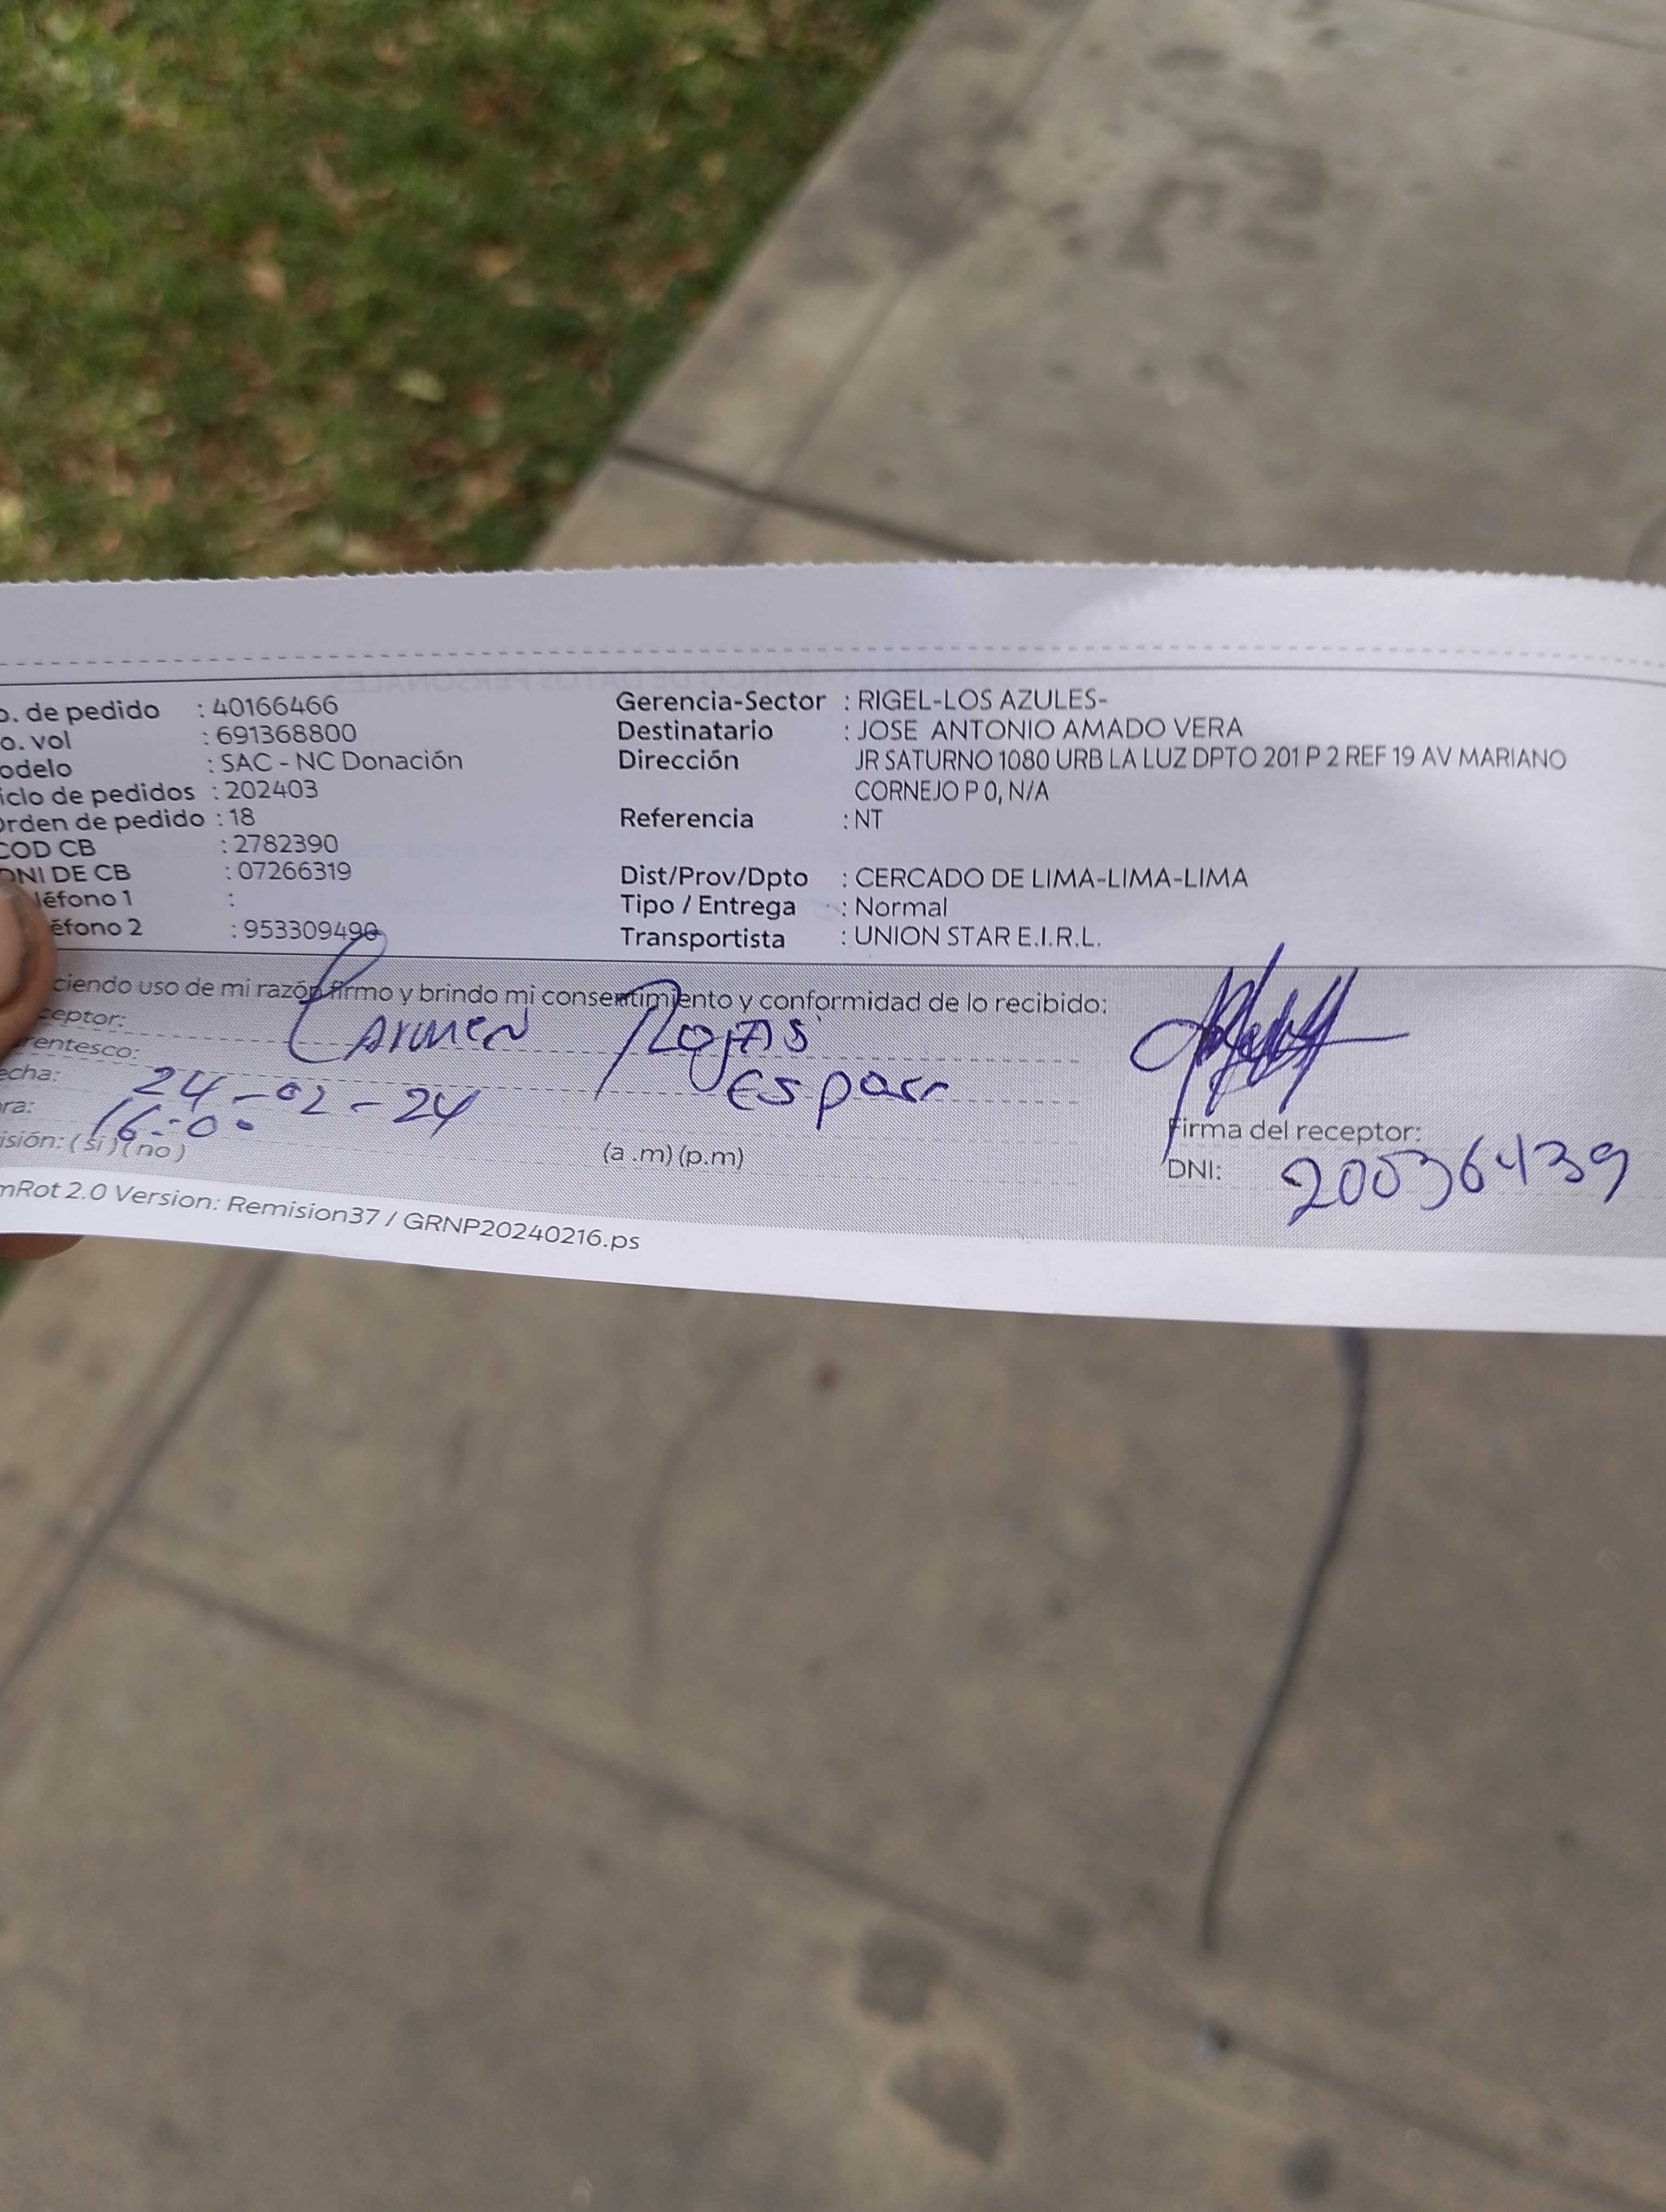 o. de pedido : 40166466
o. vol : 691368800
odelo : SAC - NC Donación
iclo de pedidos : 202403
Orden de pedido : 18
COD CB : 2782390
DNI DE CB : 07266319
léfono 1 :
éfono 2 : 953309490
Gerencia-Sector : RIGEL-LOS AZULES-
Destinatario : JOSE ANTONIO AMADO VERA
Dirección JR SATURNO 1080 URB LA LUZ DPTO 201 P 2 REF 19 AV MARIANO
CORNEJO P 0, N/A
Referencia : NT
Dist/Prov/Dpto : CERCADO DE LIMA-LIMA-LIMA
Tipo / Entrega : Normal
Transportista : UNION STAR E.I.R.L.
ciendo uso de mi razón firmo y brindo mi consentimiento y conformidad de lo recibido:
ceptor: Carmen Rojas
rentesco: Esparr
echa: 24-02-24
ra: 16:00 (a .m) (p.m)
isión: (si) (no)
Firma del receptor:
DNI: 20036439
mRot 2.0 Version: Remision37 / GRNP20240216.ps